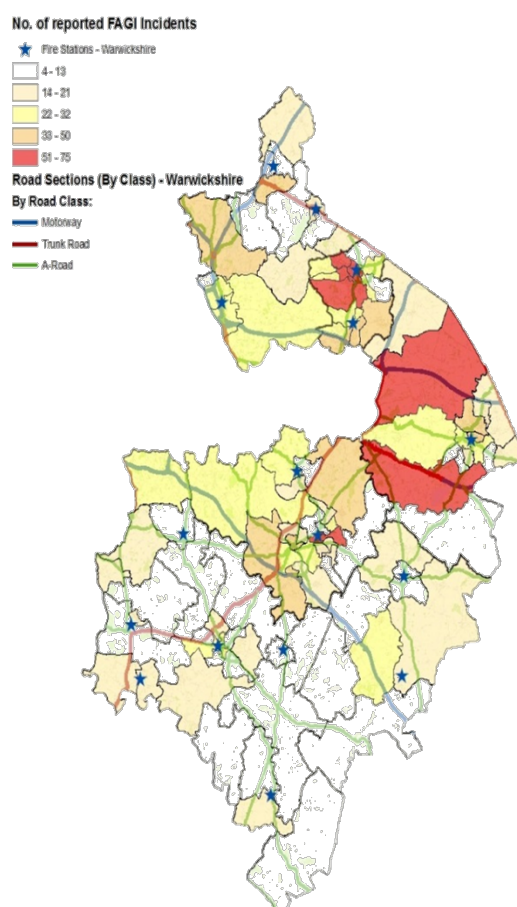 No. of reported FAGI Incidents
Fire Stations - Warwickshire
4 - 13
14 - 21
22 - 32
33 - 50
51 - 75
Road Sections (By Class) - Warwickshire
By Road Class:
Motorway
Trunk Road
A-Road